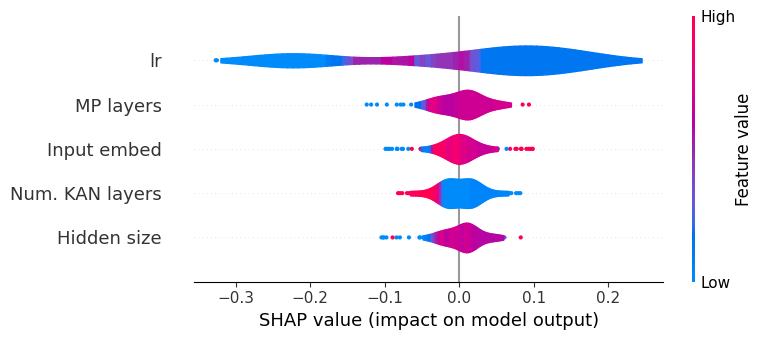 High
lr
MP layers
Input embed
Num. KAN layers
Hidden size
Feature value
Low
−0.3 −0.2 −0.1 0.0 0.1 0.2
SHAP value (impact on model output)